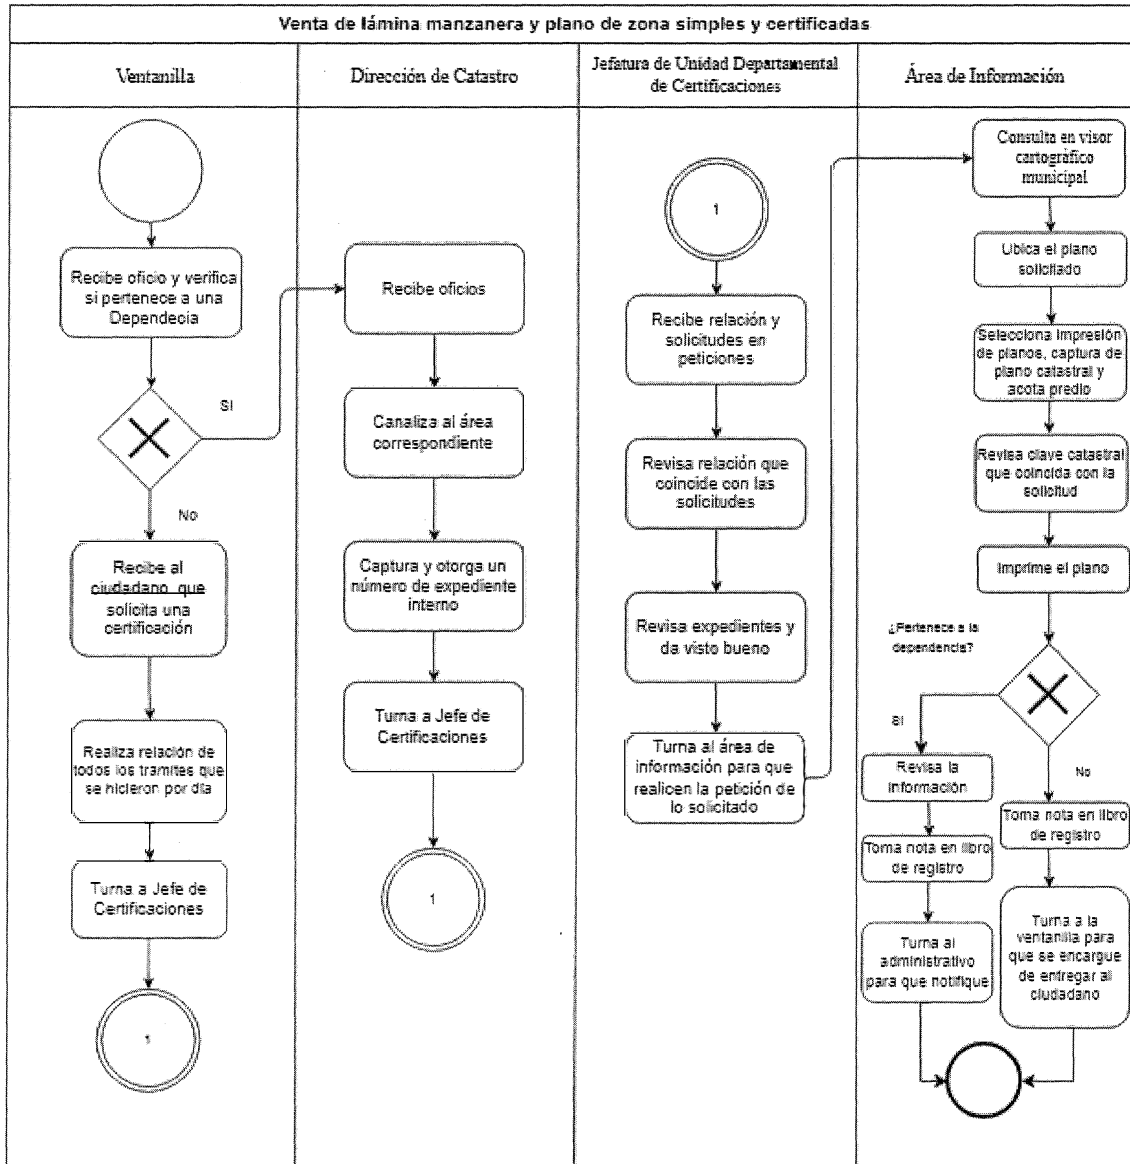 Venta de lámina manzanera y plano de zona simples y certificadas
Ventanilla
Dirección de Catastro
Jefatura de Unidad Departamental
de Certificaciones
Área de Información
Recibe oficio y verifica
si pertenece a una
Dependecia
SI
No
Recibe al
ciudadano que
solicita una
certificación
Realiza relación de
todos los tramites que
se hicieron por día
Turna a Jefe de
Certificaciones
1
Recibe oficios
Canaliza al área
correspondiente
Captura y otorga un
número de expediente
interno
Turna a Jefe de
Certificaciones
1
1
Recibe relación y
solicitudes en
peticiones
Revisa relación que
coincide con las
solicitudes
Revisa expedientes y
da visto bueno
Turna al área de
información para que
realicen la petición de
lo solicitado
Consulta en visor
cartográfico
municipal
Ubica el plano
solicitado
Selecciona impresión
de planos, captura de
plano catastral y
acota predio
Revisa clave catastral
que coincida con la
solicitud
Imprime el plano
¿Pertenece a la
dependencia?
SI
No
Revisa la
información
Toma nota en libro
de registro
Turna al
administrativo
para que notifique
Toma nota en libro
de registro
Turna a la
ventanilla para
que se encargue
de entregar al
ciudadano